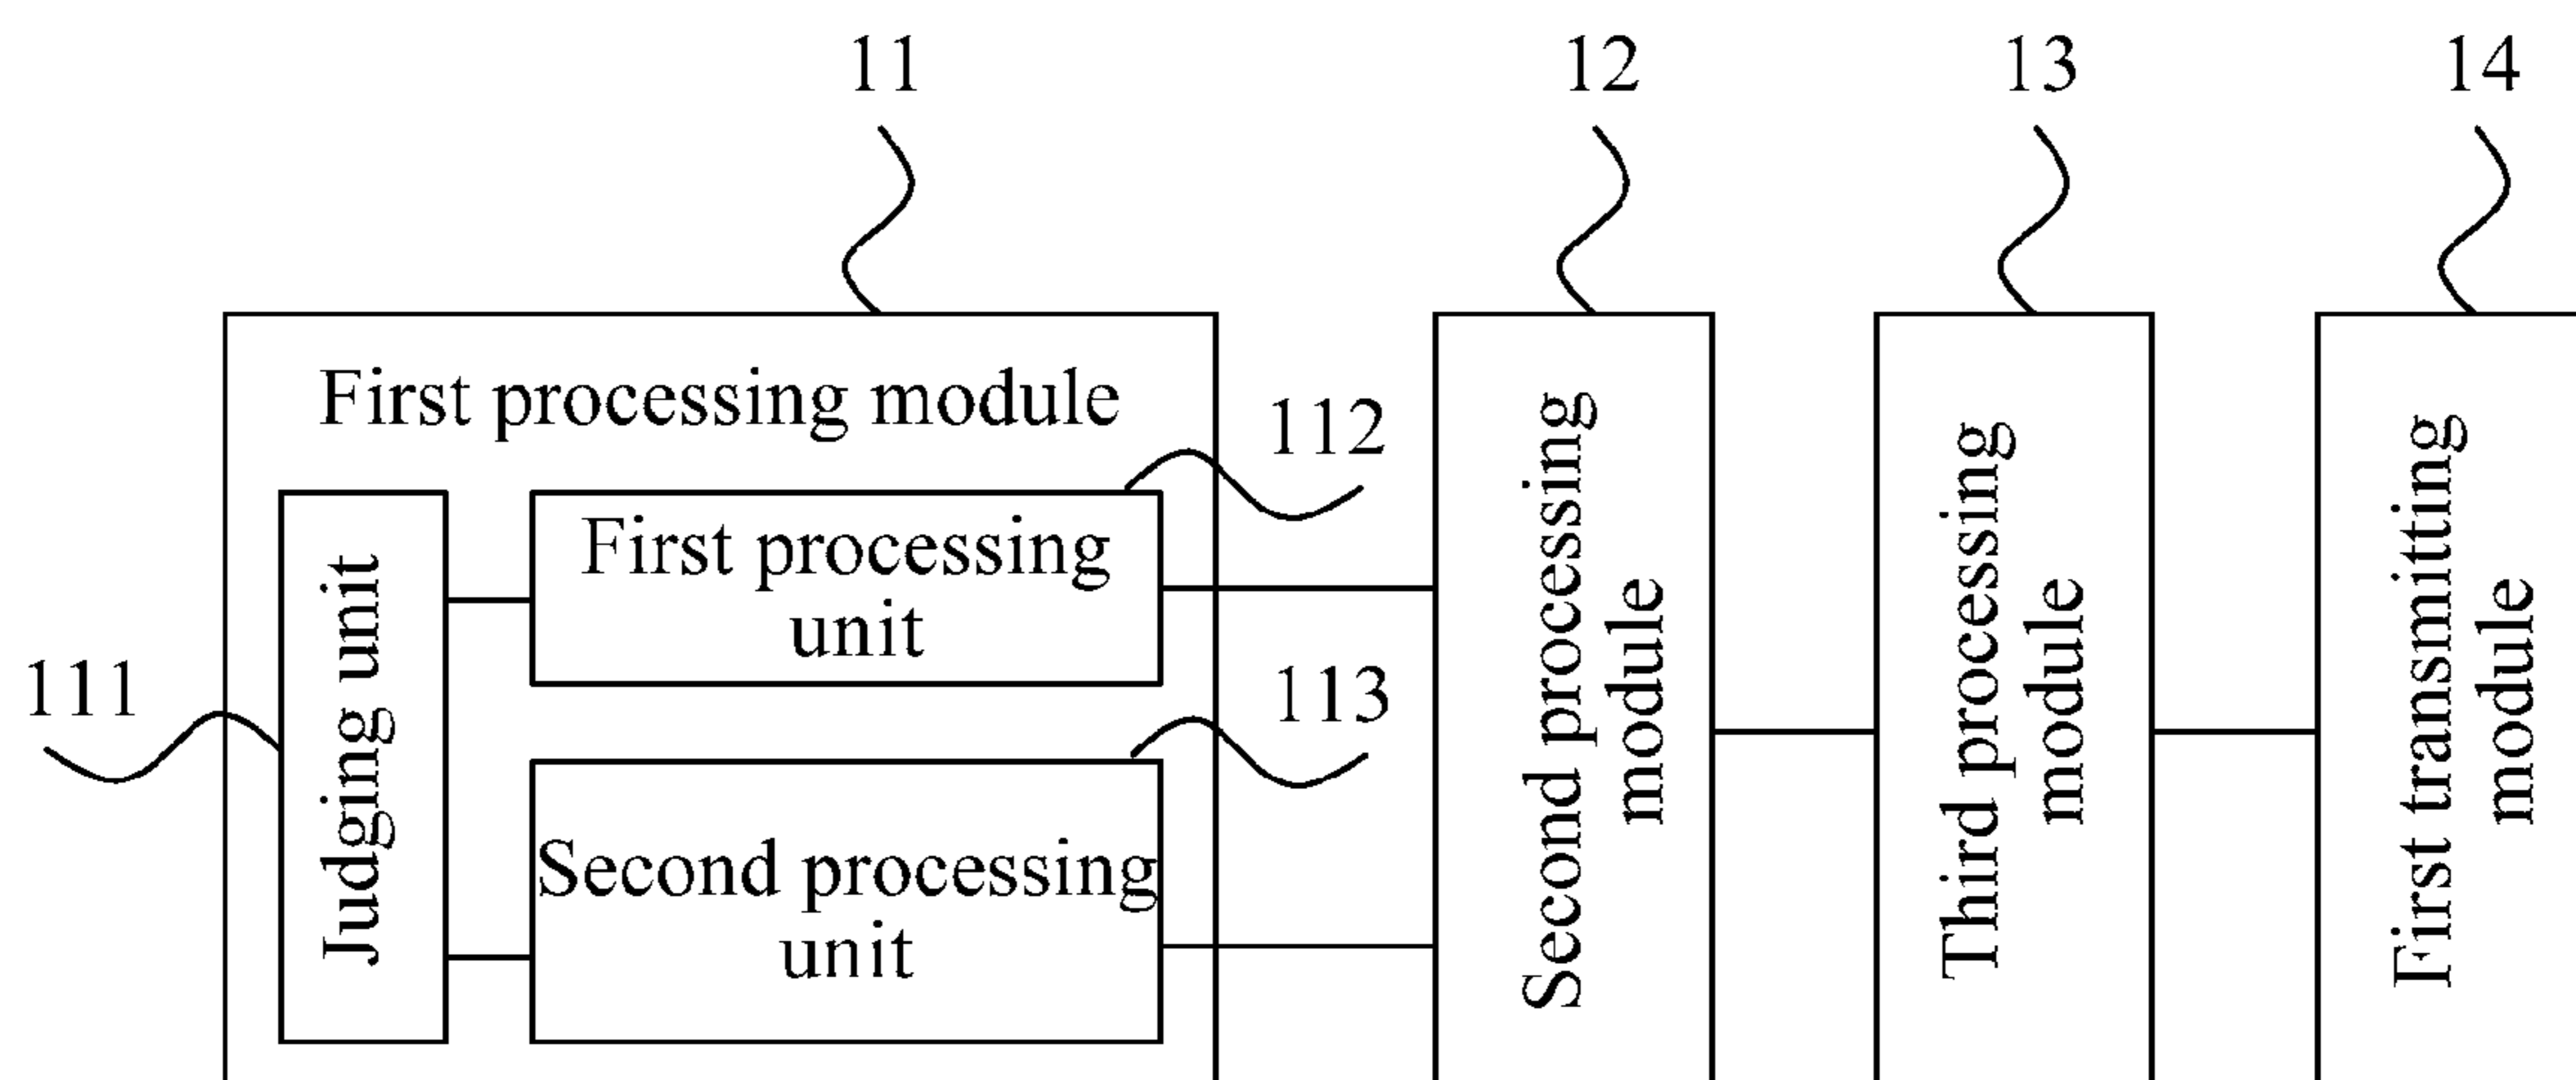 11
12
13
14
First processing module
112
First processing
unit
111
Judging unit
113
Second processing
unit
Second processing
module
Third processing
module
First transmitting
module